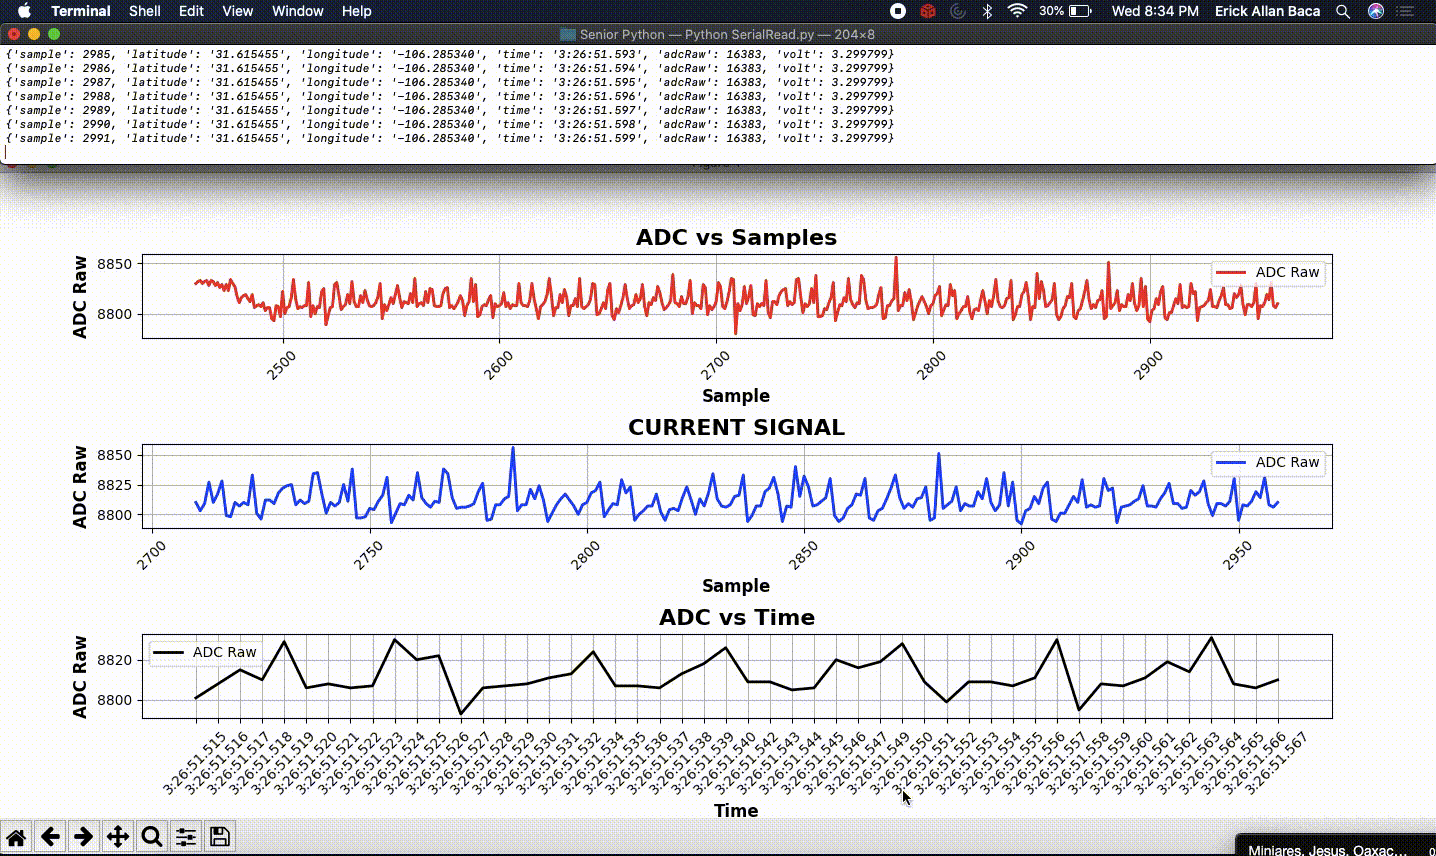 Terminal Shell Edit View Window Help 30% Wed 8:34 PM Erick Allan Baca
Senior Python — Python SerialRead.py — 204×8
{'sample': 2985, 'latitude': '31.615455', 'longitude': '-106.285340', 'time': '3:26:51.593', 'adcRaw': 16383, 'volt': 3.299799}
{'sample': 2986, 'latitude': '31.615455', 'longitude': '-106.285340', 'time': '3:26:51.594', 'adcRaw': 16383, 'volt': 3.299799}
{'sample': 2987, 'latitude': '31.615455', 'longitude': '-106.285340', 'time': '3:26:51.595', 'adcRaw': 16383, 'volt': 3.299799}
{'sample': 2988, 'latitude': '31.615455', 'longitude': '-106.285340', 'time': '3:26:51.596', 'adcRaw': 16383, 'volt': 3.299799}
{'sample': 2989, 'latitude': '31.615455', 'longitude': '-106.285340', 'time': '3:26:51.597', 'adcRaw': 16383, 'volt': 3.299799}
{'sample': 2990, 'latitude': '31.615455', 'longitude': '-106.285340', 'time': '3:26:51.598', 'adcRaw': 16383, 'volt': 3.299799}
{'sample': 2991, 'latitude': '31.615455', 'longitude': '-106.285340', 'time': '3:26:51.599', 'adcRaw': 16383, 'volt': 3.299799}
ADC vs Samples
ADC Raw
8850
8800
ADC Raw
2500 2600 2700 2800 2900
Sample
CURRENT SIGNAL
ADC Raw
8850
8825
8800
ADC Raw
2700 2750 2800 2850 2900 2950
Sample
ADC vs Time
ADC Raw
8820
8800
ADC Raw
3:26:51.515 3:26:51.516 3:26:51.517 3:26:51.518 3:26:51.519 3:26:51.520 3:26:51.521 3:26:51.522 3:26:51.523 3:26:51.524 3:26:51.525 3:26:51.526 3:26:51.527 3:26:51.528 3:26:51.529 3:26:51.530 3:26:51.531 3:26:51.532 3:26:51.534 3:26:51.535 3:26:51.536 3:26:51.537 3:26:51.538 3:26:51.539 3:26:51.540 3:26:51.542 3:26:51.543 3:26:51.544 3:26:51.545 3:26:51.546 3:26:51.547 3:26:51.549 3:26:51.550 3:26:51.551 3:26:51.552 3:26:51.553 3:26:51.554 3:26:51.555 3:26:51.556 3:26:51.557 3:26:51.558 3:26:51.559 3:26:51.560 3:26:51.561 3:26:51.562 3:26:51.563 3:26:51.564 3:26:51.565 3:26:51.566 3:26:51.567
Time
Miniares, Jesus, Oaxac...